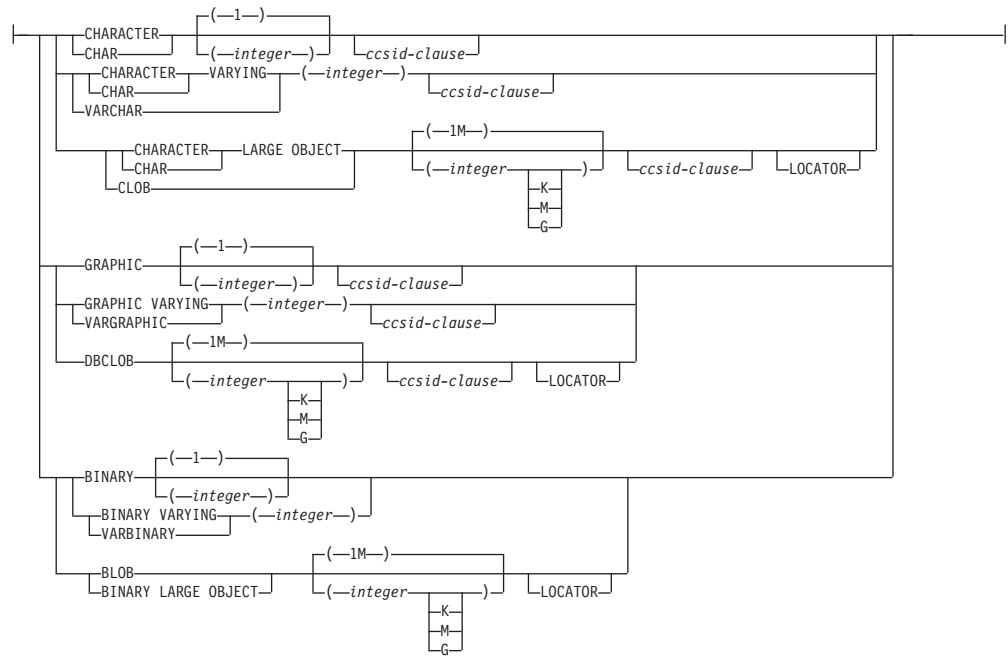 (—1—)
CHARACTER
CHAR (—integer—) ccsid-clause
CHARACTER VARYING (—integer—)
CHAR ccsid-clause
VARCHAR
(—1M—)
CHARACTER LARGE OBJECT
CHAR (—integer ) ccsid-clause LOCATOR
CLOB K
M
G
(—1—)
GRAPHIC
(—integer—) ccsid-clause
GRAPHIC VARYING (—integer—)
VARGRAPHIC ccsid-clause
(—1M—)
DBCLOB
(—integer ) ccsid-clause LOCATOR
K
M
G
(—1—)
BINARY
(—integer—)
BINARY VARYING (—integer—)
VARBINARY
(—1M—)
BLOB
BINARY LARGE OBJECT (—integer ) LOCATOR
K
M
G